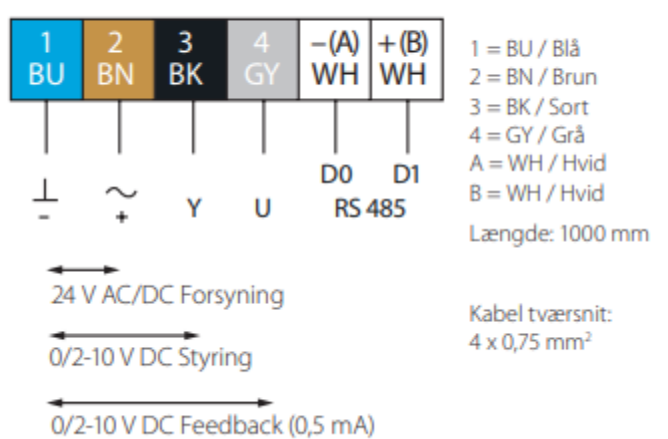 1 2 3 4 –(A) +(B)
BU BN BK GY WH WH
1 = BU / Blå
2 = BN / Brun
3 = BK / Sort
4 = GY / Grå
A = WH / Hvid
B = WH / Hvid
Længde: 1000 mm
⊥ ~ Y U D0 D1
- + RS 485
24 V AC/DC Forsyning
0/2-10 V DC Styring
0/2-10 V DC Feedback (0,5 mA)
Kabel tværsnit:
4 x 0,75 mm²